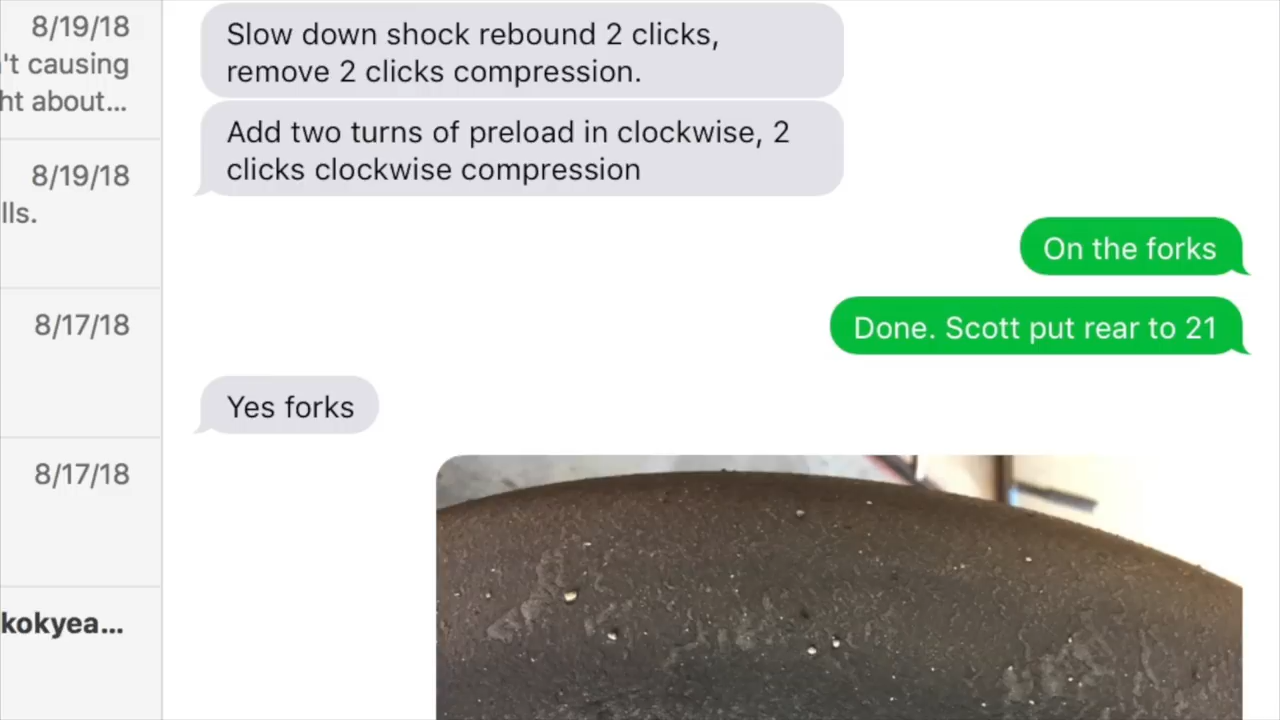 8/19/18
't causing
ht about...
8/19/18
lls.
8/17/18
8/17/18
kokyea...
Slow down shock rebound 2 clicks,
remove 2 clicks compression.
Add two turns of preload in clockwise, 2
clicks clockwise compression
On the forks
Done. Scott put rear to 21
Yes forks